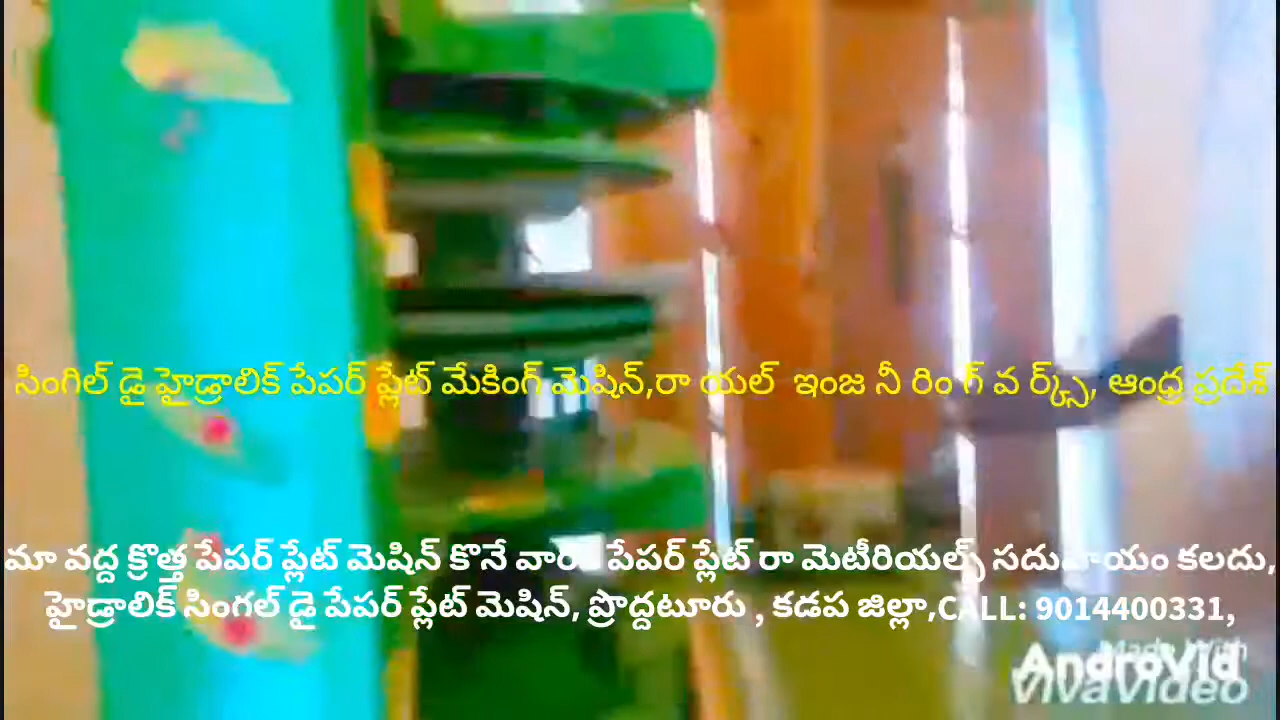 సింగిల్ డై హైడ్రాలిక్ పేపర్ ప్లేట్ మేకింగ్ మెషిన్,రా యల్ ఇంజ నీ రిం గ్ వ ర్క్స్, ఆంధ్ర ప్రదేశ్
మా వద్ద క్రొత్త పేపర్ ప్లేట్ మెషిన్ కొనే పేపర్ ప్లేట్ రా మెటీరియల్స్ సదుపాయం కలదు,
హైడ్రాలిక్ సింగల్ డై పేపర్ ప్లేట్ మెషిన్, ప్రొద్దటూరు , కడప జిల్లా,CALL: 9014400331,
Made With
AndroVid
VivaVideo